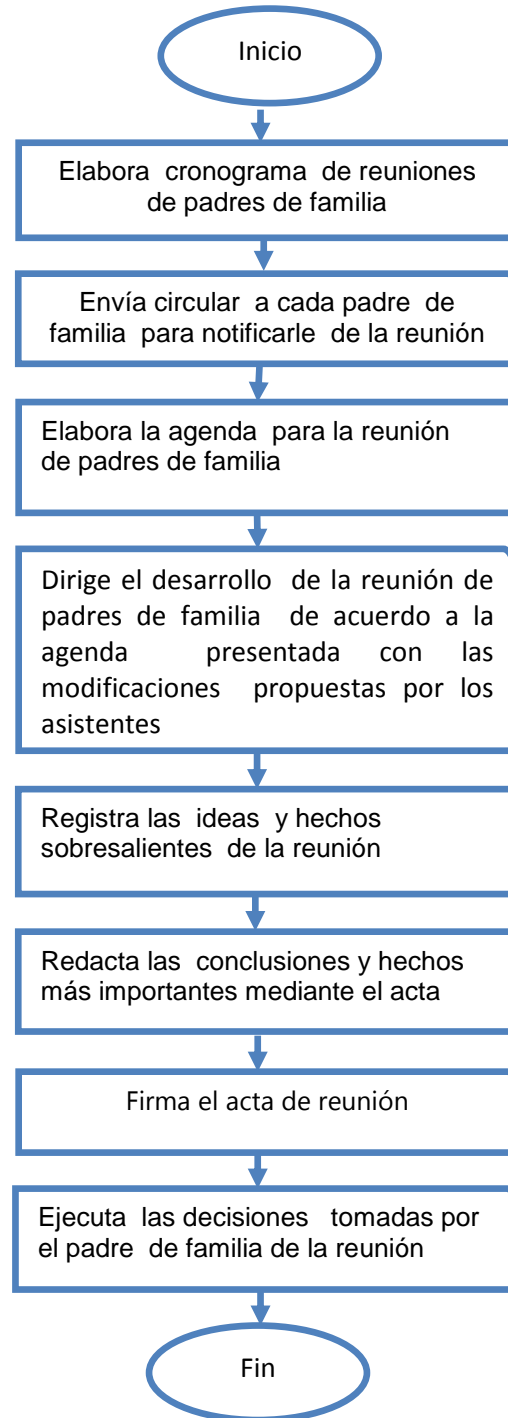 Inicio
Elabora cronograma de reuniones
de padres de familia
Envía circular a cada padre de
familia para notificarle de la reunión
Elabora la agenda para la reunión
de padres de familia
Dirige el desarrollo de la reunión de
padres de familia de acuerdo a la
agenda presentada con las
modificaciones propuestas por los
asistentes
Registra las ideas y hechos
sobresalientes de la reunión
Redacta las conclusiones y hechos
más importantes mediante el acta
Firma el acta de reunión
Ejecuta las decisiones tomadas por
el padre de familia de la reunión
Fin